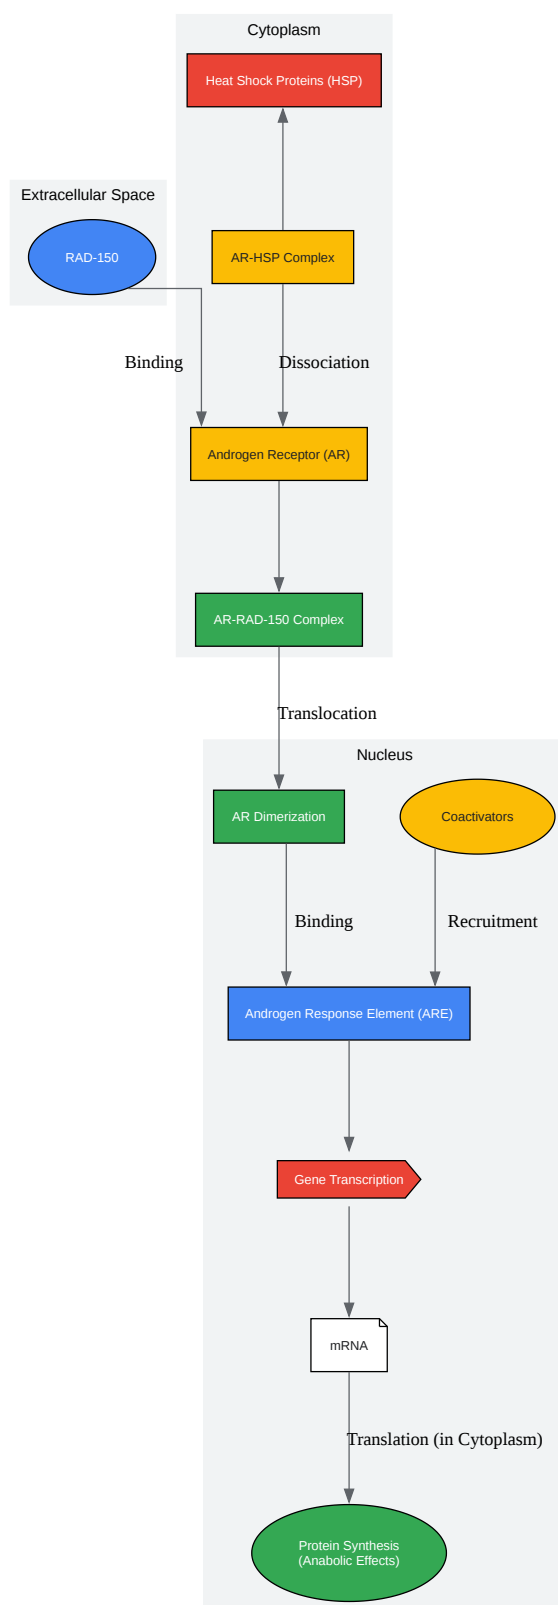 Cytoplasm
Heat Shock Proteins (HSP)
Extracellular Space
RAD-150
AR-HSP Complex
Binding
Dissociation
Androgen Receptor (AR)
AR-RAD-150 Complex
Translocation
Nucleus
AR Dimerization
Coactivators
Binding
Recruitment
Androgen Response Element (ARE)
Gene Transcription
mRNA
Translation (in Cytoplasm)
Protein Synthesis
(Anabolic Effects)